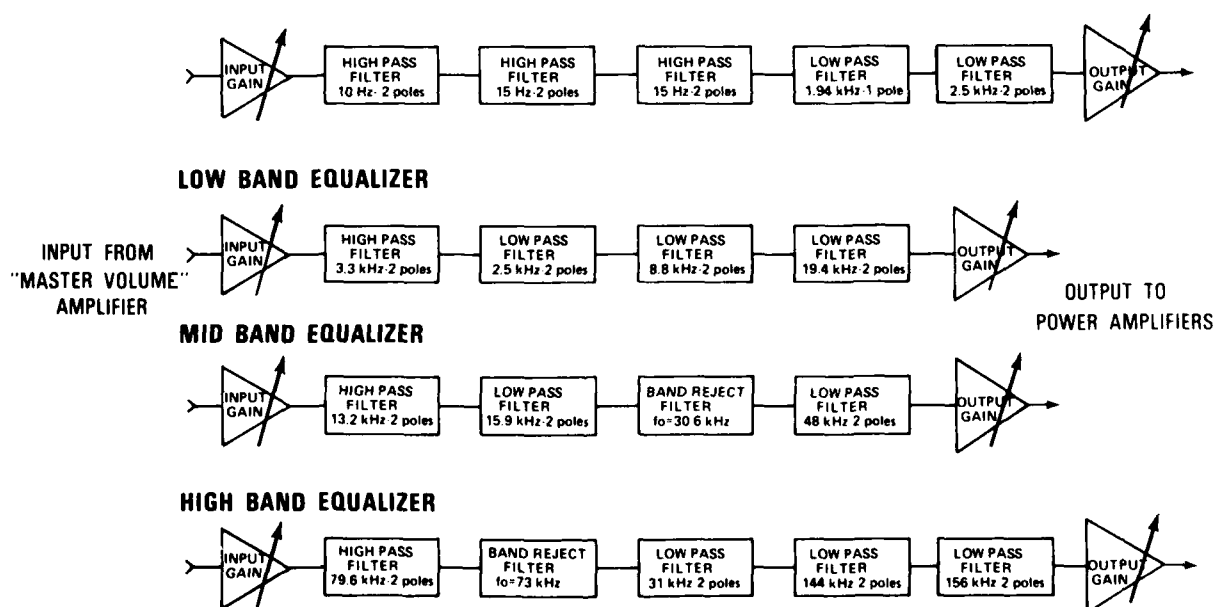 INPUT GAIN
HIGH PASS
FILTER
10 Hz-2 poles
HIGH PASS
FILTER
15 Hz-2 poles
HIGH PASS
FILTER
15 Hz-2 poles
LOW PASS
FILTER
1.94 kHz-1 pole
LOW PASS
FILTER
2.5 kHz-2 poles
OUTPUT
GAIN
LOW BAND EQUALIZER
INPUT FROM
"MASTER VOLUME"
AMPLIFIER
INPUT
GAIN
HIGH PASS
FILTER
3.3 kHz-2 poles
LOW PASS
FILTER
2.5 kHz-2 poles
LOW PASS
FILTER
8.8 kHz-2 poles
LOW PASS
FILTER
19.4 kHz-2 poles
OUTPUT
GAIN
OUTPUT TO
POWER AMPLIFIERS
MID BAND EQUALIZER
INPUT
GAIN
HIGH PASS
FILTER
13.2 kHz-2 poles
LOW PASS
FILTER
15.9 kHz-2 poles
BAND REJECT
FILTER
fo=30 6 kHz
LOW PASS
FILTER
48 kHz 2 poles
OUTPUT
GAIN
HIGH BAND EQUALIZER
INPUT
GAIN
HIGH PASS
FILTER
79.6 kHz-2 poles
BAND REJECT
FILTER
fo=73 kHz
LOW PASS
FILTER
31 kHz 2 poles
LOW PASS
FILTER
144 kHz 2 poles
LOW PASS
FILTER
156 kHz 2 poles
OUTPUT
GAIN